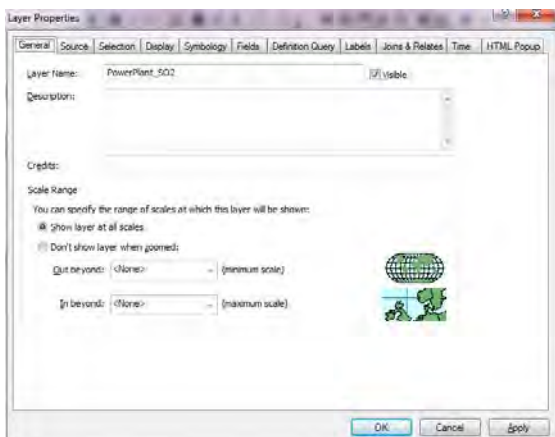 Layer Properties
General Source Selection Display Symbology Fields Definition Query Labels Joins & Relates Time HTML Popup
Layer Name: PowerPlant_SO2 Visible
Description:
Credits:
Scale Range
You can specify the range of scales at which this layer will be shown:
Show layer at all scales
Don't show layer when zoomed:
Out beyond: <None> (minimum scale)
In beyond: <None> (maximum scale)
OK Cancel Apply